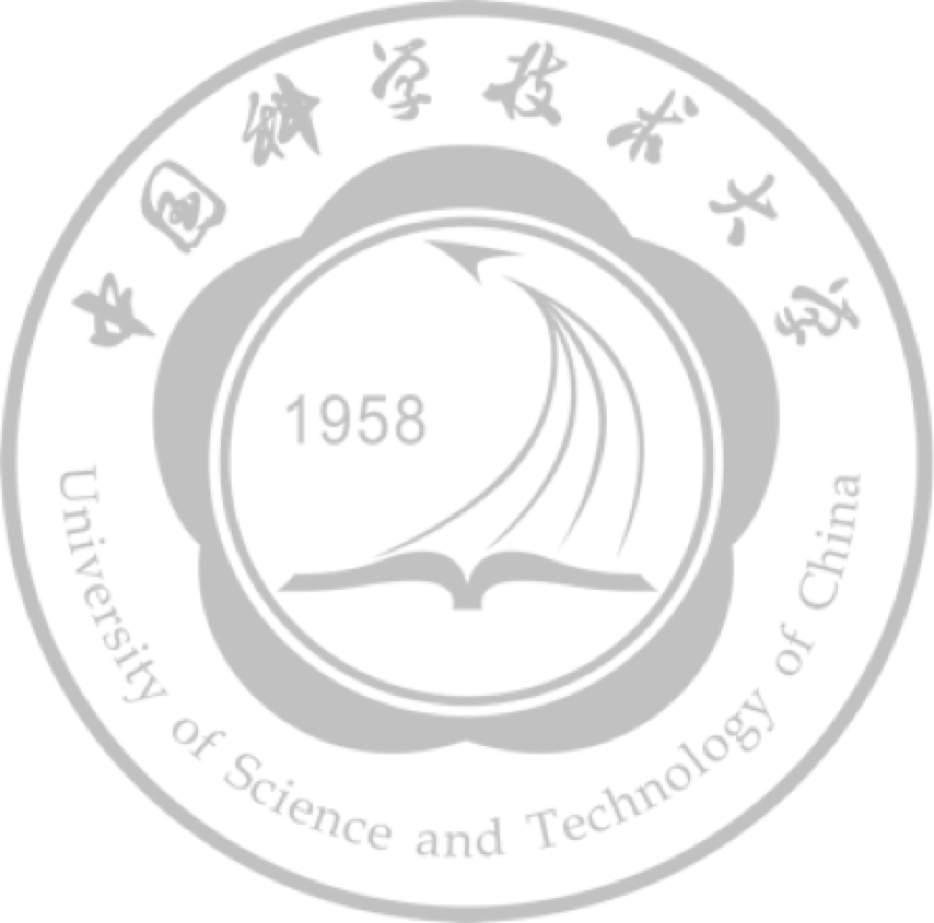 中国科学技术大学
1958
University of Science and Technology of China